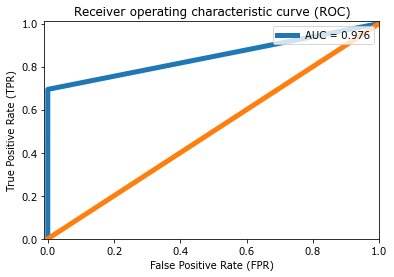 Receiver operating characteristic curve (ROC)
AUC = 0.976
True Positive Rate (TPR)
1.0
0.8
0.6
0.4
0.2
0.0
0.0 0.2 0.4 0.6 0.8 1.0
False Positive Rate (FPR)